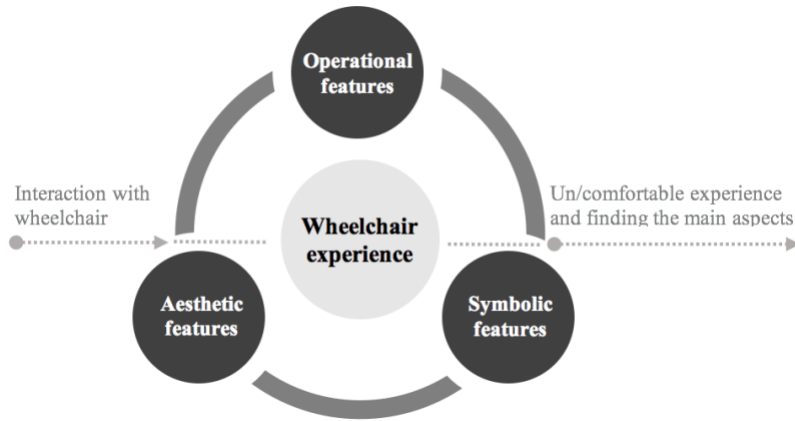 Operational
features
Interaction with
wheelchair
Un/comfortable experience
and finding the main aspects
Wheelchair
experience
Aesthetic
features
Symbolic
features